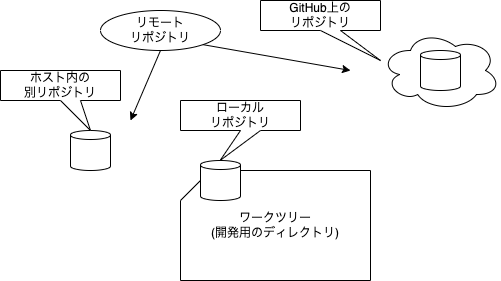 GitHub上の
リポジトリ
リモート
リポジトリ
ホスト内の
別リポジトリ
ローカル
リポジトリ
ワークツリー
(開発用のディレクトリ)